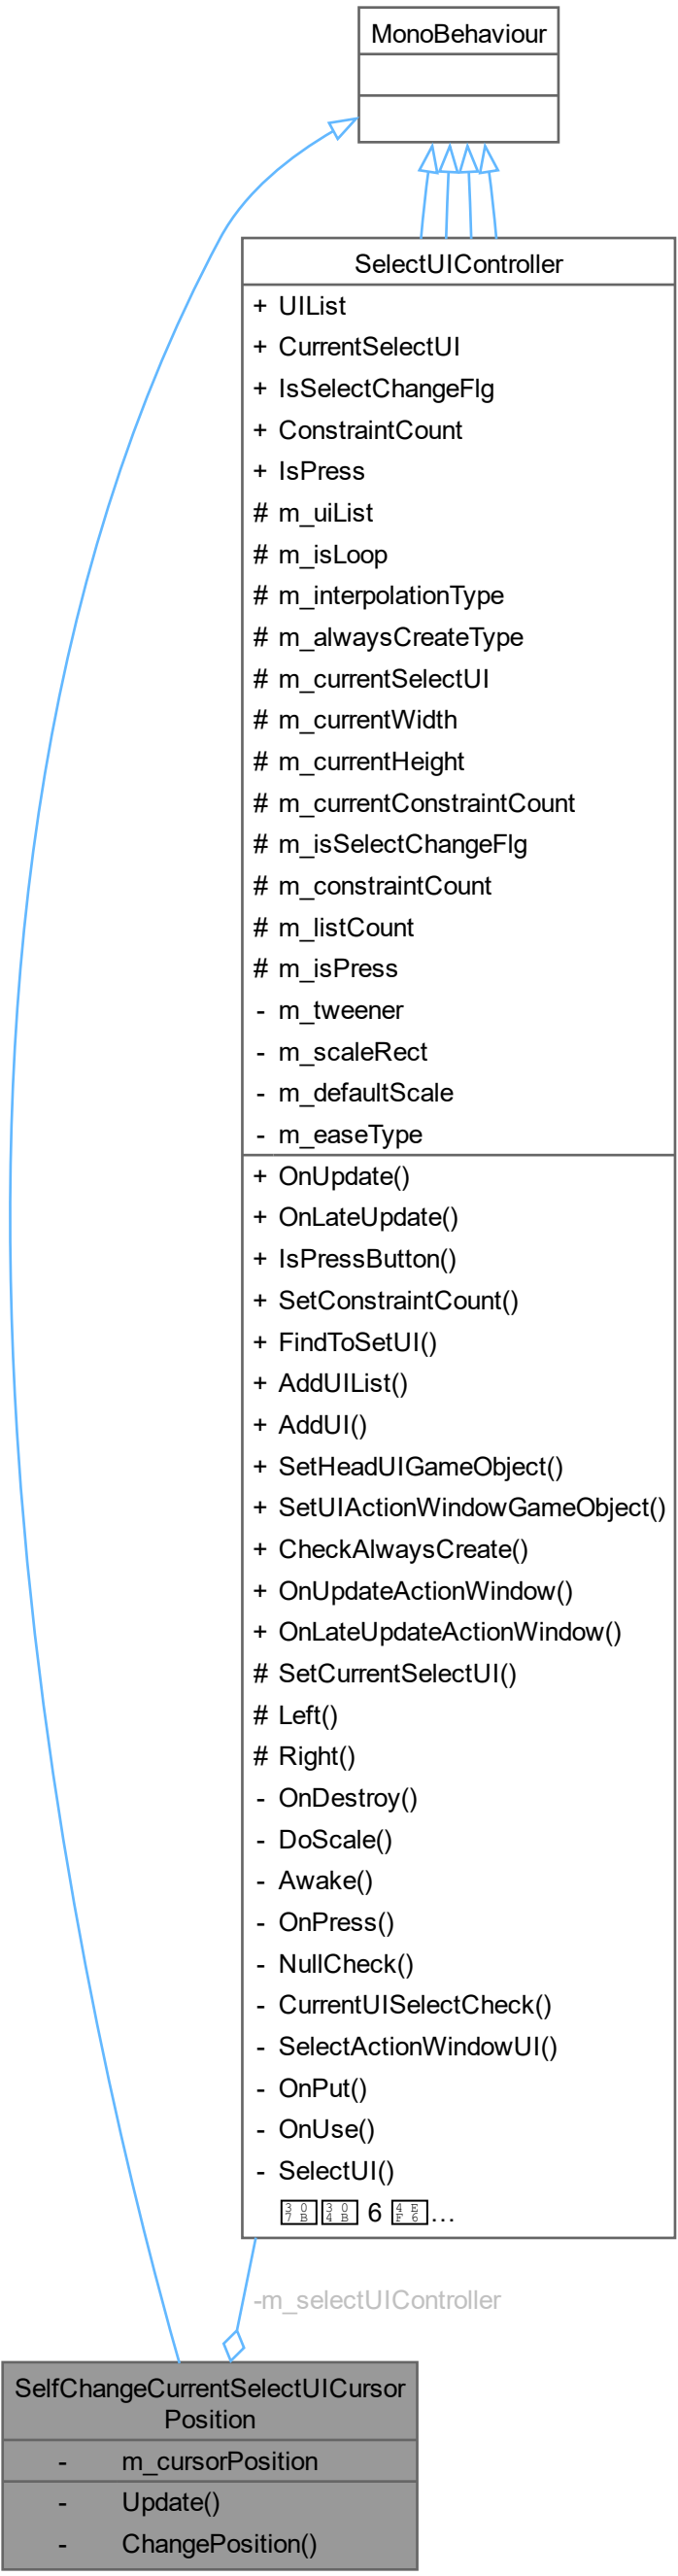 MonoBehaviour
SelectUIController
+ UIList
+ CurrentSelectUI
+ IsSelectChangeFlg
+ ConstraintCount
+ IsPress
# m_uiList
# m_isLoop
# m_interpolationType
# m_alwaysCreateType
# m_currentSelectUI
# m_currentWidth
# m_currentHeight
# m_currentConstraintCount
# m_isSelectChangeFlg
# m_constraintCount
# m_listCount
# m_isPress
- m_tweener
- m_scaleRect
- m_defaultScale
- m_easeType
+ OnUpdate()
+ OnLateUpdate()
+ IsPressButton()
+ SetConstraintCount()
+ FindToSetUI()
+ AddUIList()
+ AddUI()
+ SetHeadUIGameObject()
+ SetUIActionWindowGameObject()
+ CheckAlwaysCreate()
+ OnUpdateActionWindow()
+ OnLateUpdateActionWindow()
# SetCurrentSelectUI()
# Left()
# Right()
- OnDestroy()
- DoScale()
- Awake()
- OnPress()
- NullCheck()
- CurrentUISelectCheck()
- SelectActionWindowUI()
- OnPut()
- OnUse()
- SelectUI()
6 ...
-m_selectUIController
SelfChangeCurrentSelectUICursor
Position
- m_cursorPosition
- Update()
- ChangePosition()